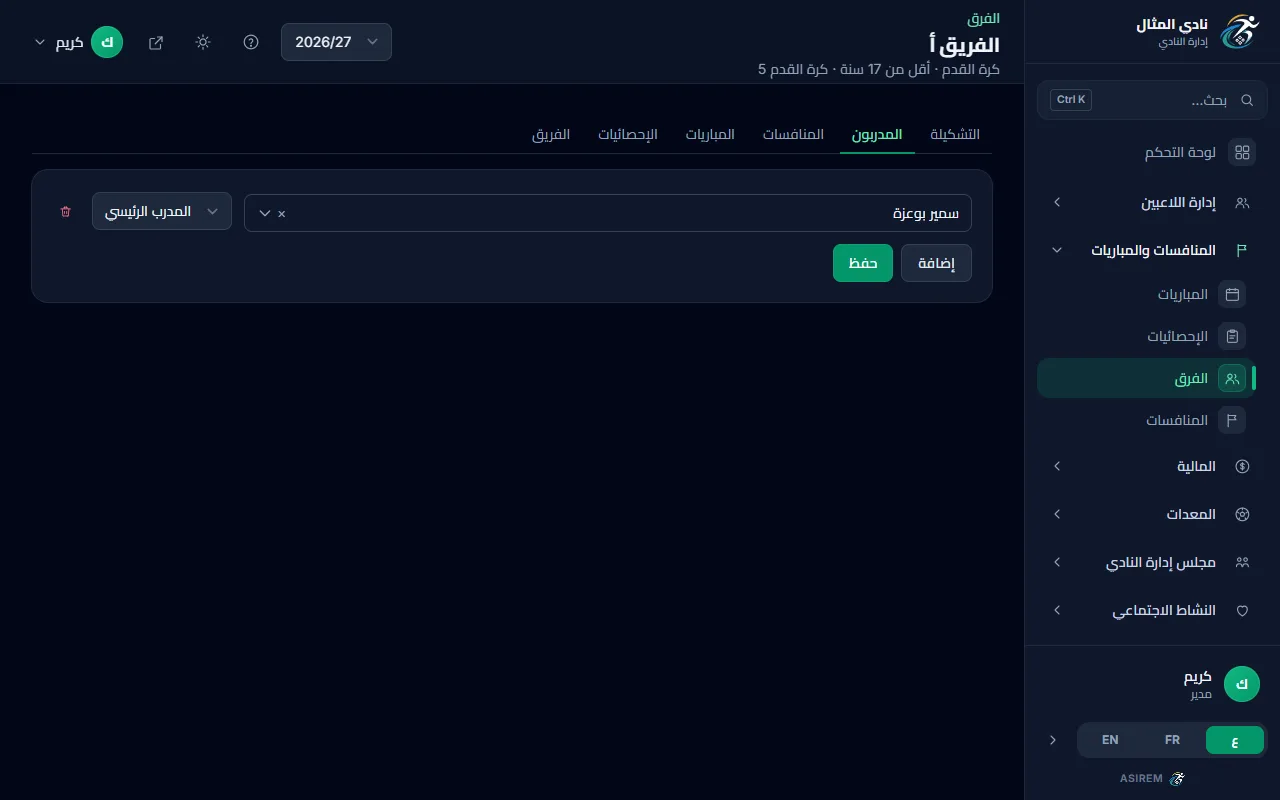 نادي المثال
إدارة النادي
بحث...
Ctrl K
لوحة التحكم
إدارة اللاعبين
المنافسات والمباريات
المباريات
الإحصائيات
الفرق
المنافسات
المالية
المعدات
مجلس إدارة النادي
النشاط الاجتماعي
ك
كريم
مدير
ع
FR
EN
ASIREM
الفرق
الفريق أ
كرة القدم · أقل من 17 سنة · كرة القدم 5
2026/27
ك
كريم
التشكيلة
المدربون
المنافسات
المباريات
الإحصائيات
الفريق
سمير بوعزة
×
المدرب الرئيسي
إضافة
حفظ